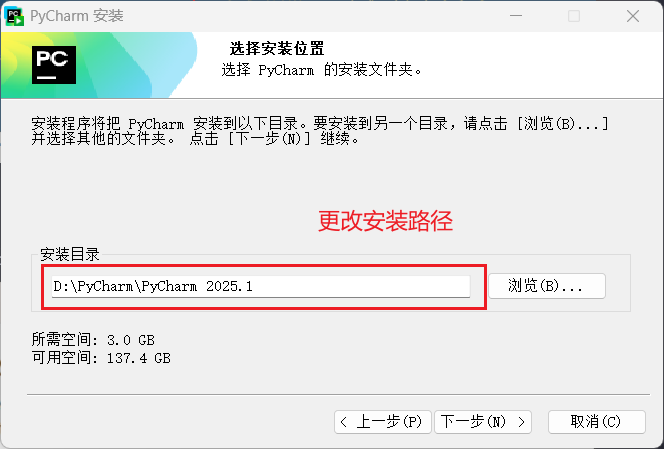 PyCharm 安装
PC
选择安装位置
选择 PyCharm 的安装文件夹。
安装程序将把 PyCharm 安装到以下目录。要安装到另一个目录，请点击 [浏览(B)...]
并选择其他的文件夹。 点击 [下一步(N)] 继续。
更改安装路径
安装目录
D:\PyCharm\PyCharm 2025.1
浏览(B)...
所需空间: 3.0 GB
可用空间: 137.4 GB
< 上一步(P) 下一步(N) > 取消(C)